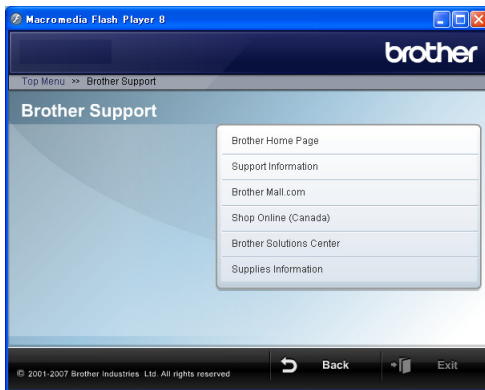 Macromedia Flash Player 8
brother
Top Menu >> Brother Support
Brother Support
Brother Home Page
Support Information
Brother Mall.com
Shop Online (Canada)
Brother Solutions Center
Supplies Information
© 2001-2007 Brother Industries Ltd. All rights reserved
Back
Exit